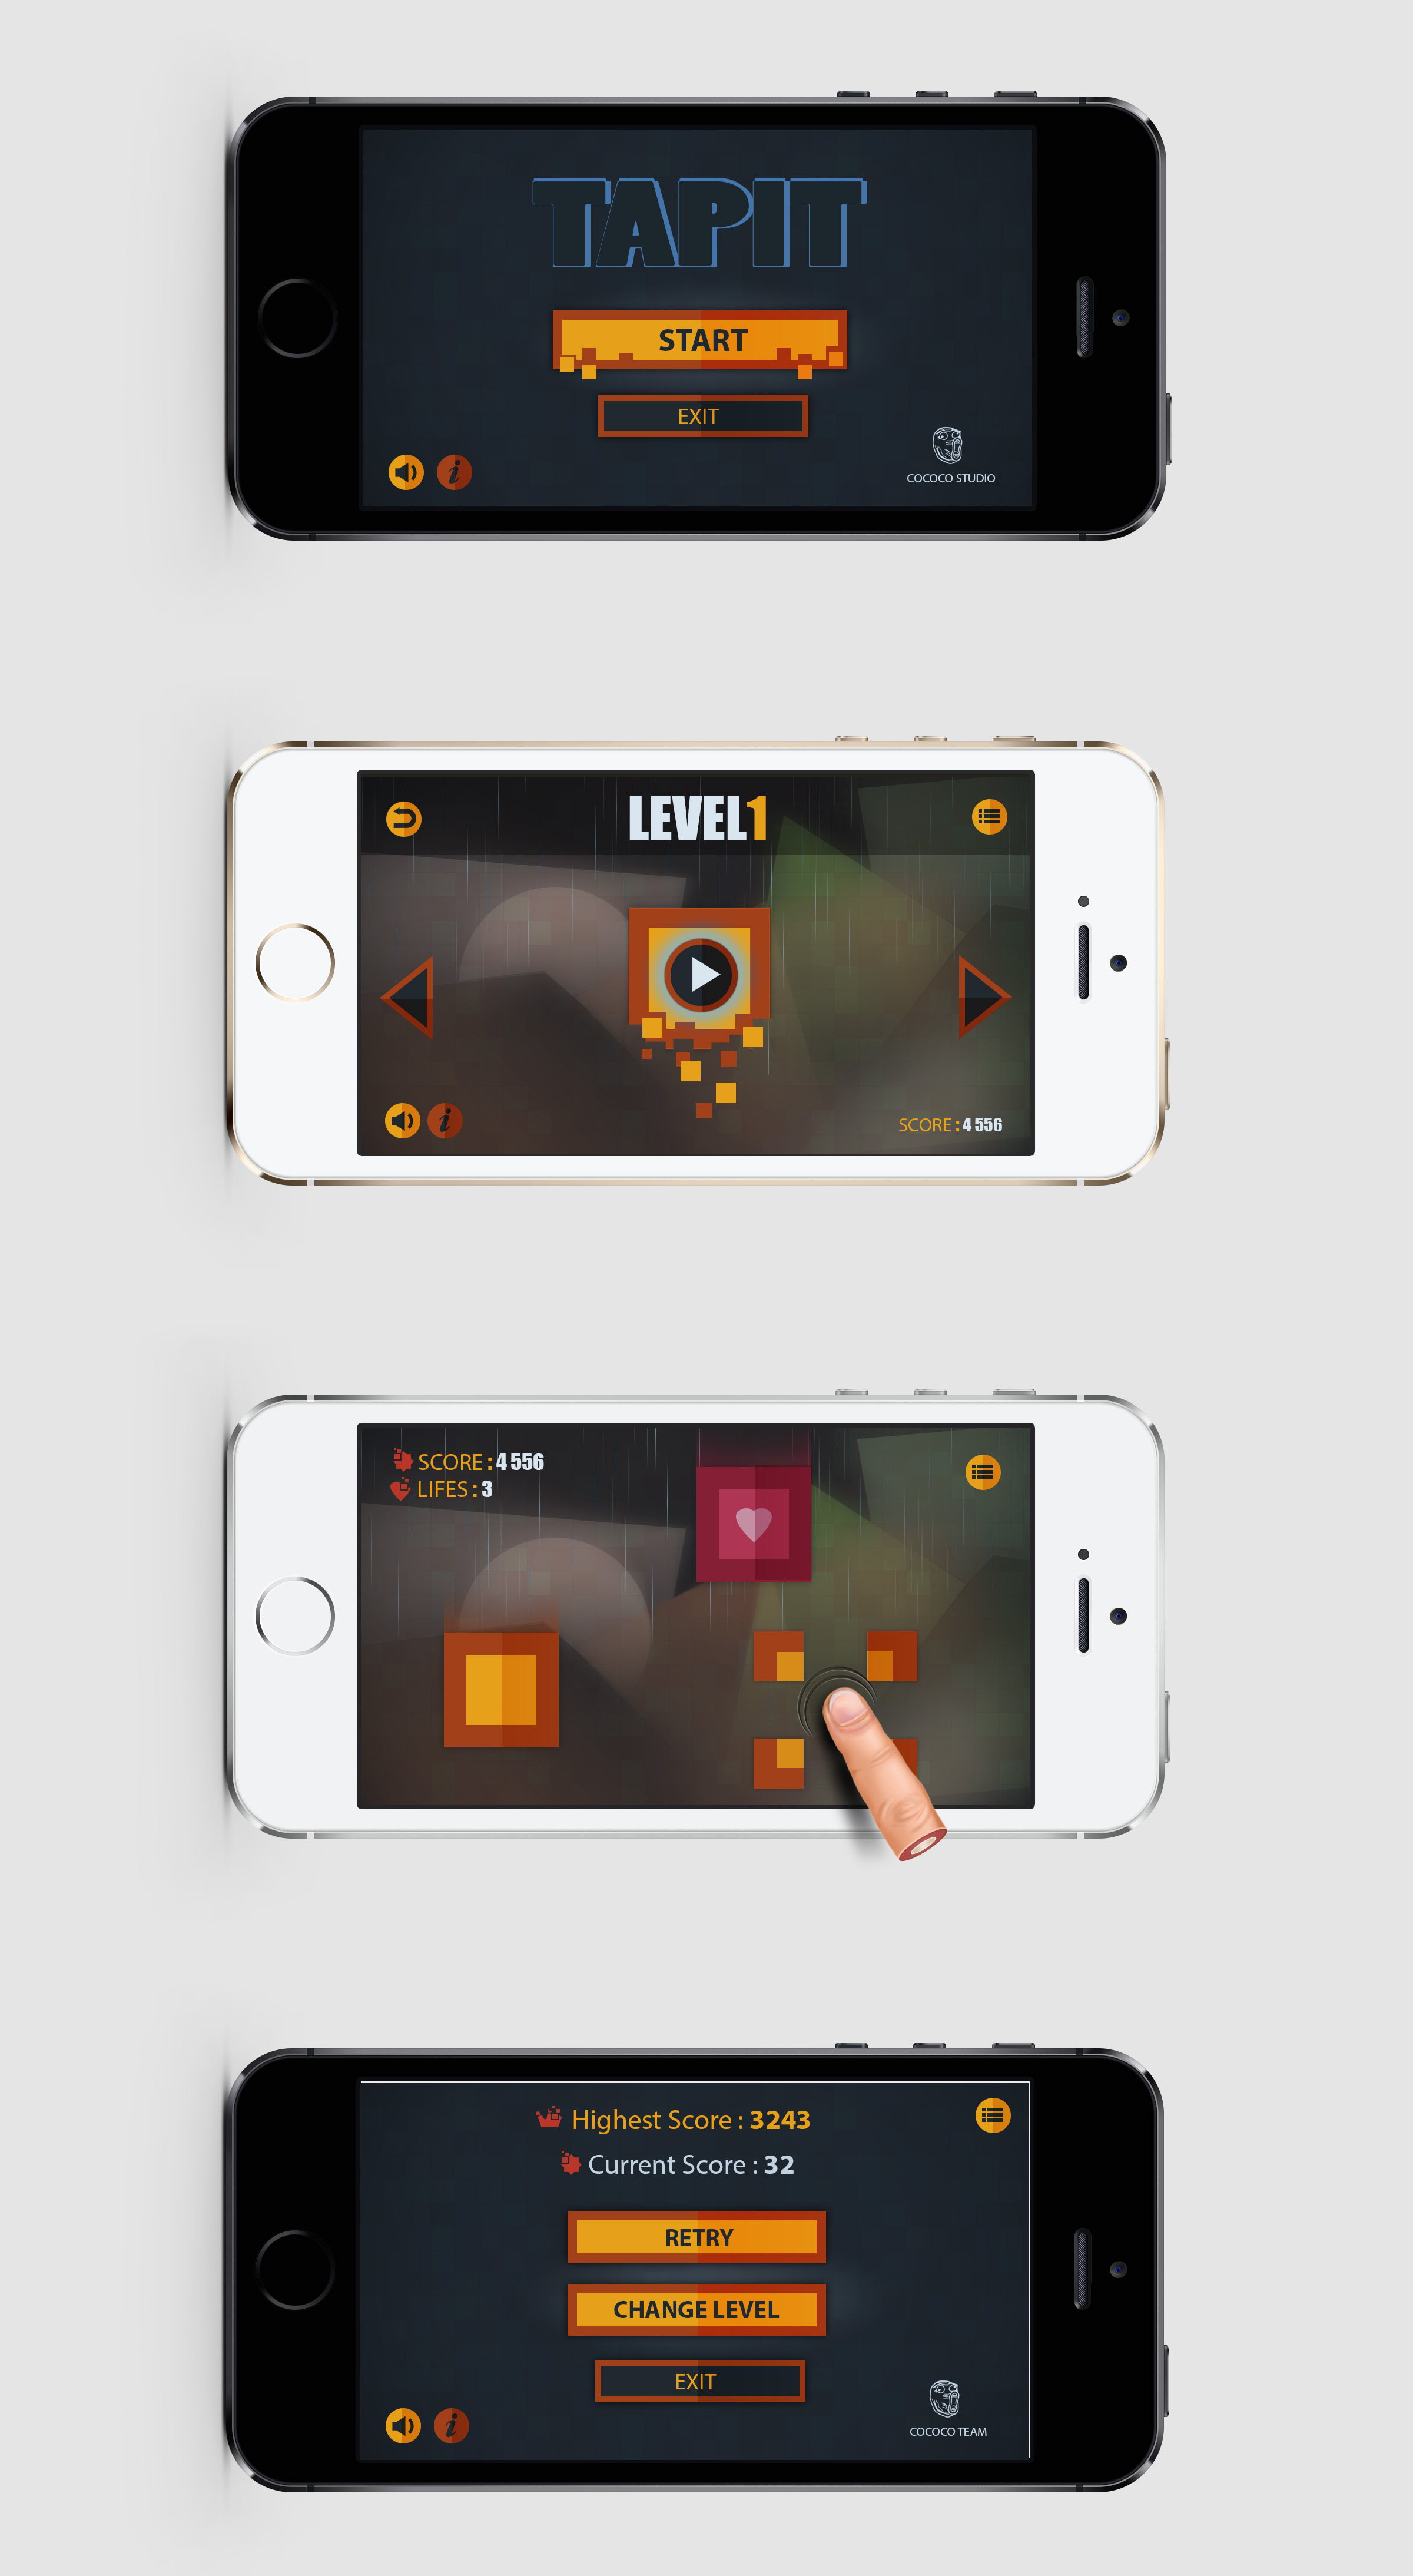 TAPIT
START
EXIT
i
COCOCO STUDIO
LEVEL1
i
SCORE : 4 556
SCORE : 4 556
LIFES : 3
Highest Score : 3243
Current Score : 32
RETRY
CHANGE LEVEL
EXIT
i
COCOCO TEAM